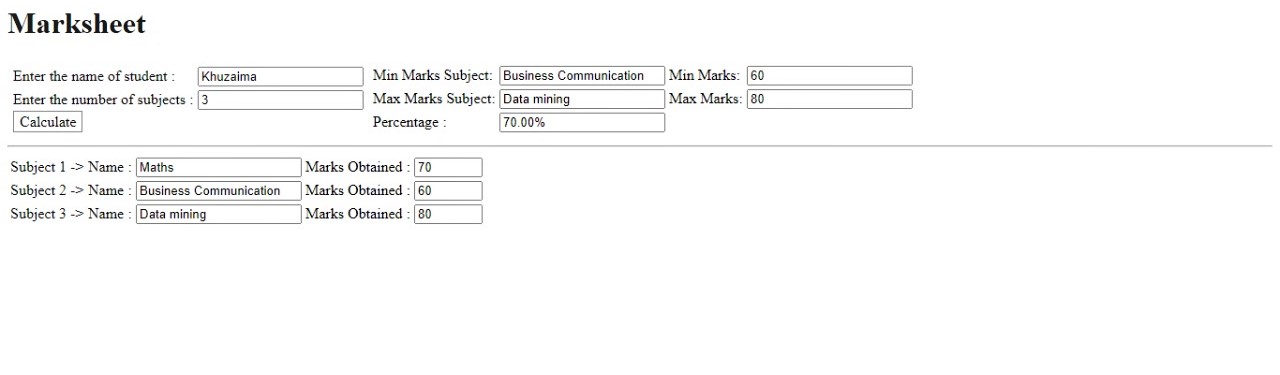 Marksheet
Enter the name of student : Khuzaima Min Marks Subject: Business Communication Min Marks: 60
Enter the number of subjects : 3 Max Marks Subject: Data mining Max Marks: 80
Calculate Percentage : 70.00%
Subject 1 -> Name : Maths Marks Obtained : 70
Subject 2 -> Name : Business Communication Marks Obtained : 60
Subject 3 -> Name : Data mining Marks Obtained : 80